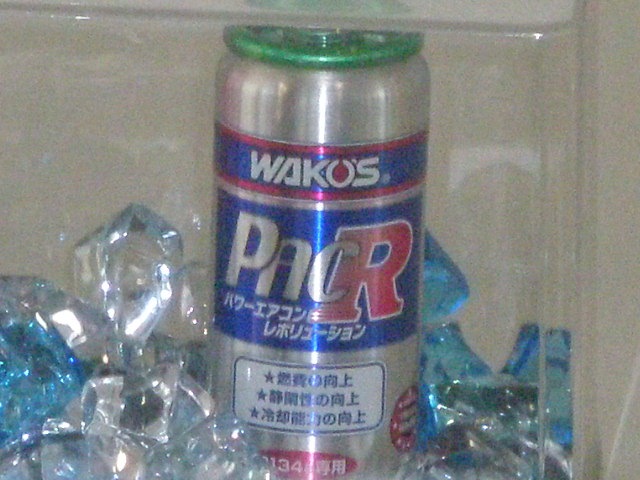 WAKO'S
PAC R
パワーエアコン
レボリューション
★燃費の向上
★静閑性の向上
★冷却能力の向上
134a専用